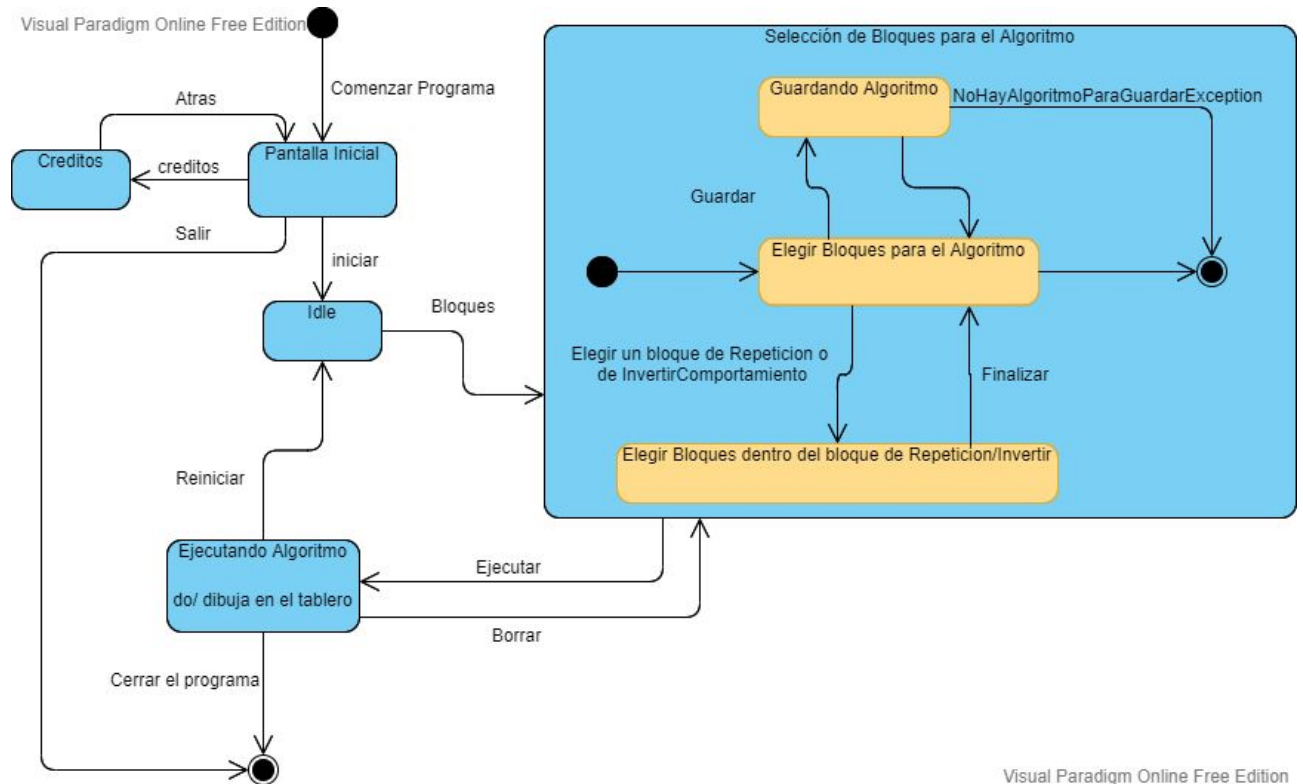 Visual Paradigm Online Free Edition
Selección de Bloques para el Algoritmo
Comenzar Programa
Guardando Algoritmo
NoHayAlgoritmoParaGuardarException
Atras
Creditos
creditos
Pantalla Inicial
Guardar
Salir
iniciar
Elegir Bloques para el Algoritmo
Idle
Bloques
Elegir un bloque de Repeticion o
de InvertirComportamiento
Finalizar
Elegir Bloques dentro del bloque de Repeticion/Invertir
Reiniciar
Ejecutando Algoritmo
do/ dibuja en el tablero
Ejecutar
Borrar
Cerrar el programa
Visual Paradigm Online Free Edition